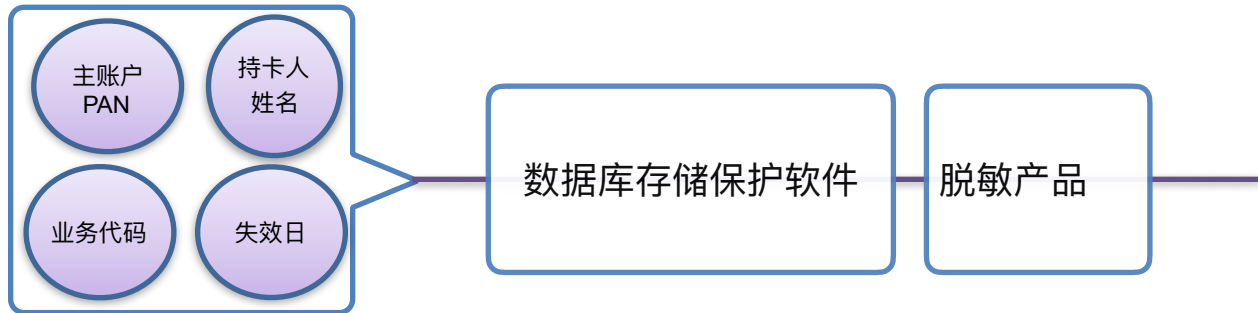 主账户
PAN
持卡人
姓名
业务代码
失效日
数据库存储保护软件
脱敏产品